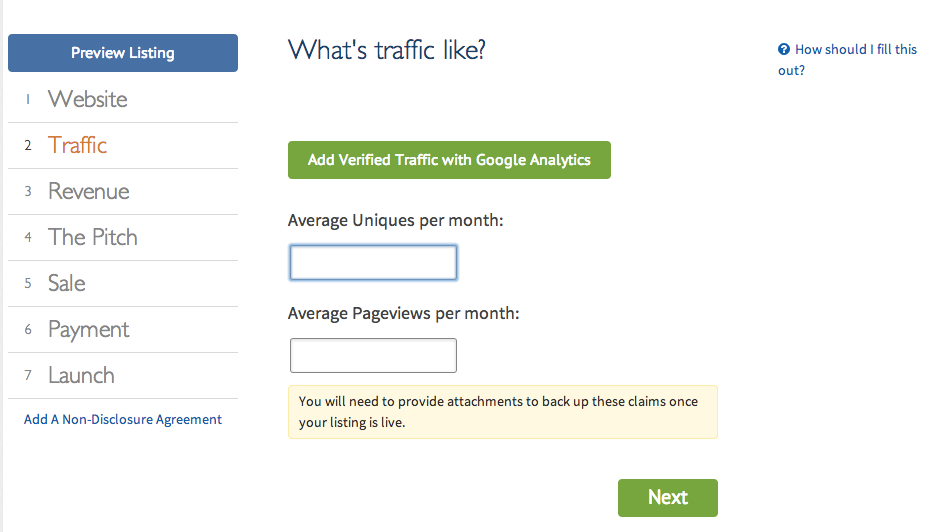 Preview Listing
1 Website
2 Traffic
3 Revenue
4 The Pitch
5 Sale
6 Payment
7 Launch
Add A Non-Disclosure Agreement
What's traffic like?
Add Verified Traffic with Google Analytics
Average Uniques per month:
Average Pageviews per month:
You will need to provide attachments to back up these claims once
your listing is live.
Next
? How should I fill this
out?